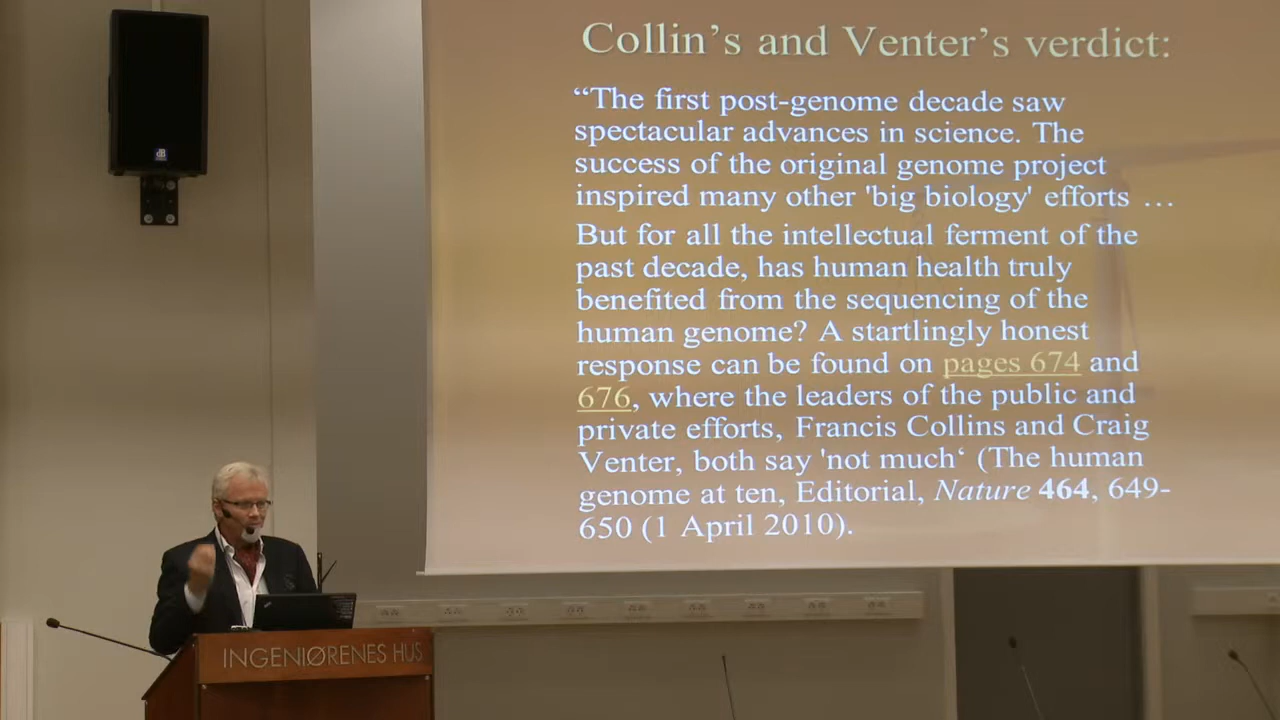 Collin's and Venter's verdict:
“The first post-genome decade saw
spectacular advances in science. The
success of the original genome project
inspired many other 'big biology' efforts …
But for all the intellectual ferment of the
past decade, has human health truly
benefited from the sequencing of the
human genome? A startlingly honest
response can be found on pages 674 and
676, where the leaders of the public and
private efforts, Francis Collins and Craig
Venter, both say 'not much‘ (The human
genome at ten, Editorial, Nature 464, 649-
650 (1 April 2010).
INGENIØRENES HUS
dB